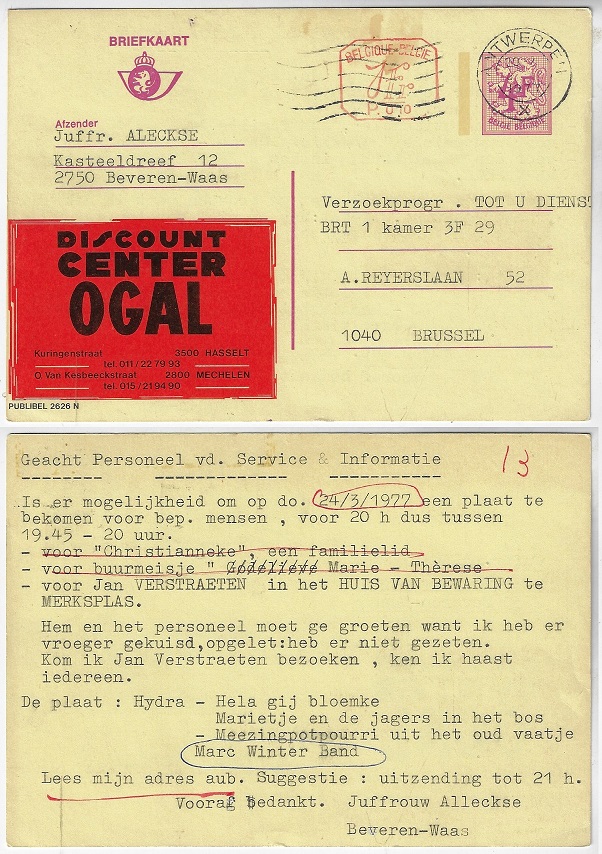 BRIEFKAART
BELGIQUE-BELGIE
P.0.0
ANTWERPEN
X
4F
BELGIE BELGIQUE
Afzender
Juffr. ALECKSE
Kasteeldreef 12
2750 Beveren-Waas
Verzoekprogr . TOT U DIENST
BRT 1 kamer 3F 29
A.REYERSLAAN 52
1040 BRUSSEL
DISCOUNT
CENTER
OGAL
Kuringenstraat 3500 HASSELT
tel. 011/22 79 93
O. Van Kesbeeckstraat 2800 MECHELEN
tel. 015/21 94 90
PUBLIBEL 2626 N
Geacht Personeel vd. Service & Informatie
13
Is er mogelijkheid om op do. 24/3/1977 een plaat te
bekomen voor bep. mensen , voor 20 h dus tussen
19.45 - 20 uur.
- voor "Christianneke", een familielid
- voor buurmeisje " Godelieve Marie - Thèrese
- voor Jan VERSTRAETEN in het HUIS VAN BEWARING te
MERKSPLAS.
Hem en het personeel moet ge groeten want ik heb er
vroeger gekuisd,opgelet:heb er niet gezeten.
Kom ik Jan Verstraeten bezoeken , ken ik haast
iedereen.
De plaat : Hydra - Hela gij bloemke
Marietje en de jagers in het bos
- Meezingpotpourri uit het oud vaatje
Marc Winter Band
Lees mijn adres aub. Suggestie : uitzending tot 21 h.
Vooraf bedankt. Juffrouw Alleckse
Beveren-Waas